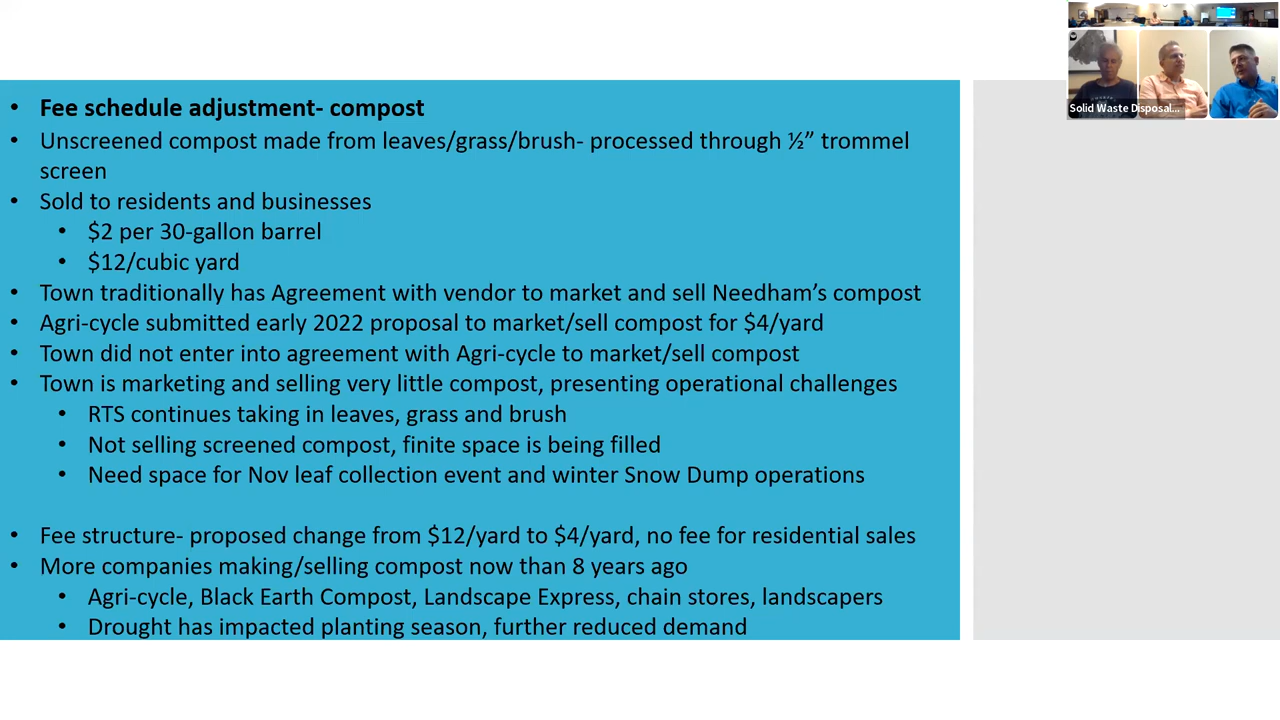 • Fee schedule adjustment- compost
• Unscreened compost made from leaves/grass/brush- processed through ½” trommel
screen
• Sold to residents and businesses
• $2 per 30-gallon barrel
• $12/cubic yard
• Town traditionally has Agreement with vendor to market and sell Needham’s compost
• Agri-cycle submitted early 2022 proposal to market/sell compost for $4/yard
• Town did not enter into agreement with Agri-cycle to market/sell compost
• Town is marketing and selling very little compost, presenting operational challenges
• RTS continues taking in leaves, grass and brush
• Not selling screened compost, finite space is being filled
• Need space for Nov leaf collection event and winter Snow Dump operations
• Fee structure- proposed change from $12/yard to $4/yard, no fee for residential sales
• More companies making/selling compost now than 8 years ago
• Agri-cycle, Black Earth Compost, Landscape Express, chain stores, landscapers
• Drought has impacted planting season, further reduced demand
Solid Waste Disposal...